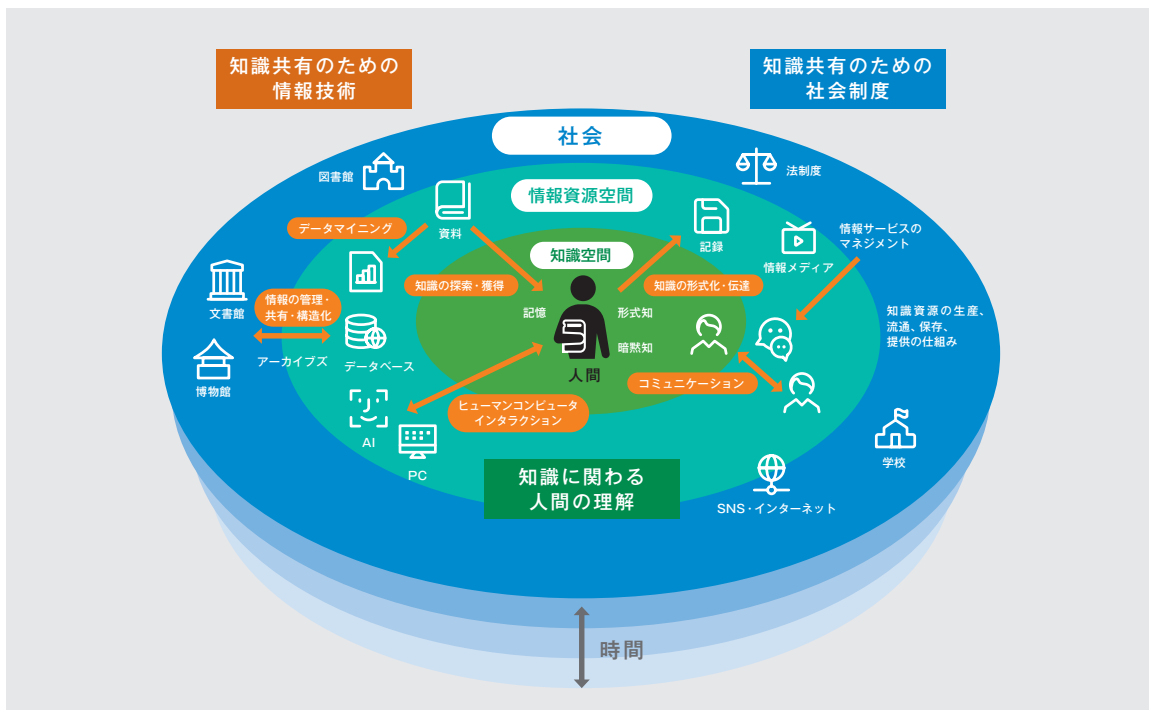 知識共有のための
情報技術
知識共有のための
社会制度
社会
図書館
法制度
情報資源空間
資料
記録
データマイニング
情報サービスの
マネジメント
知識空間
情報メディア
知識の探索・獲得
知識の形式化・伝達
文書館
情報の管理・
共有・構造化
記憶
形式知
知識資源の生産、
流通、保存、
提供の仕組み
暗黙知
アーカイブズ
データベース
人間
コミュニケーション
博物館
ヒューマンコンピュータ
インタラクション
AI
PC
学校
知識に関わる
人間の理解
SNS・インターネット
時間